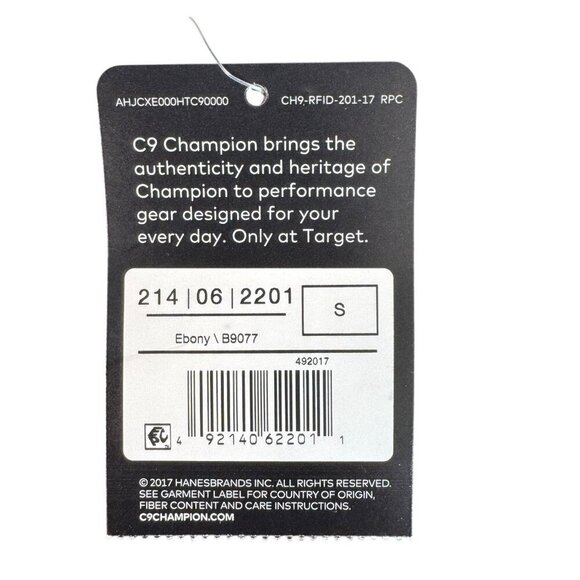 AHJCXE000HTC90000 CH9-RFID-201-17 RPC
C9 Champion brings the
authenticity and heritage of
Champion to performance
gear designed for your
every day. Only at Target.
214 | 06 | 2201
S
Ebony \ B9077
492017
4 92140 62201 1
© 2017 HANESBRANDS INC. ALL RIGHTS RESERVED.
SEE GARMENT LABEL FOR COUNTRY OF ORIGIN,
FIBER CONTENT AND CARE INSTRUCTIONS.
C9CHAMPION.COM